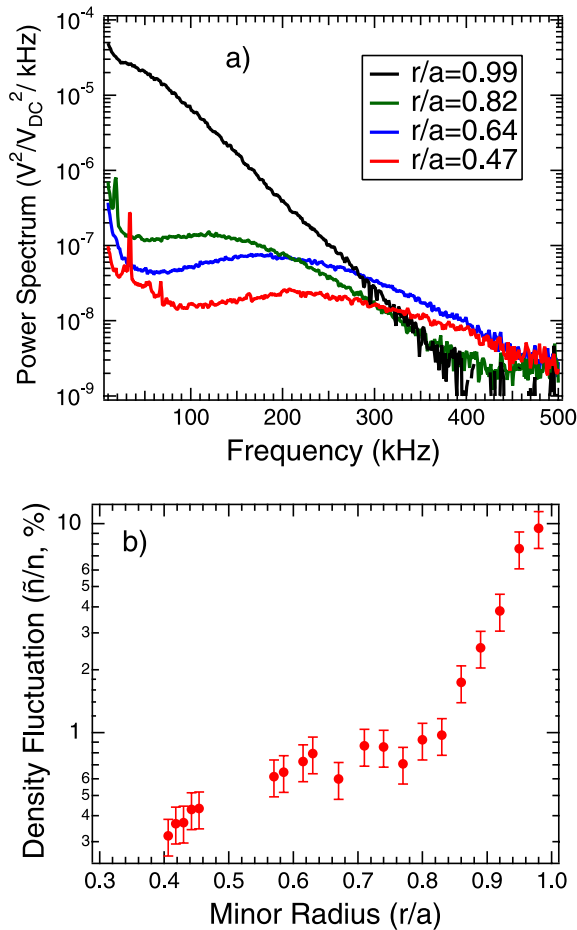 10⁻⁴
a)
r/a=0.99
r/a=0.82
r/a=0.64
r/a=0.47
10⁻⁵
10⁻⁶
10⁻⁷
10⁻⁸
10⁻⁹
Power Spectrum (V²/V_DC²/ kHz)
100 200 300 400 500
Frequency (kHz)
b)
10
6
5
4
3
2
1
6
5
4
3
Density Fluctuation (ñ/n, %)
0.3 0.4 0.5 0.6 0.7 0.8 0.9 1.0
Minor Radius (r/a)